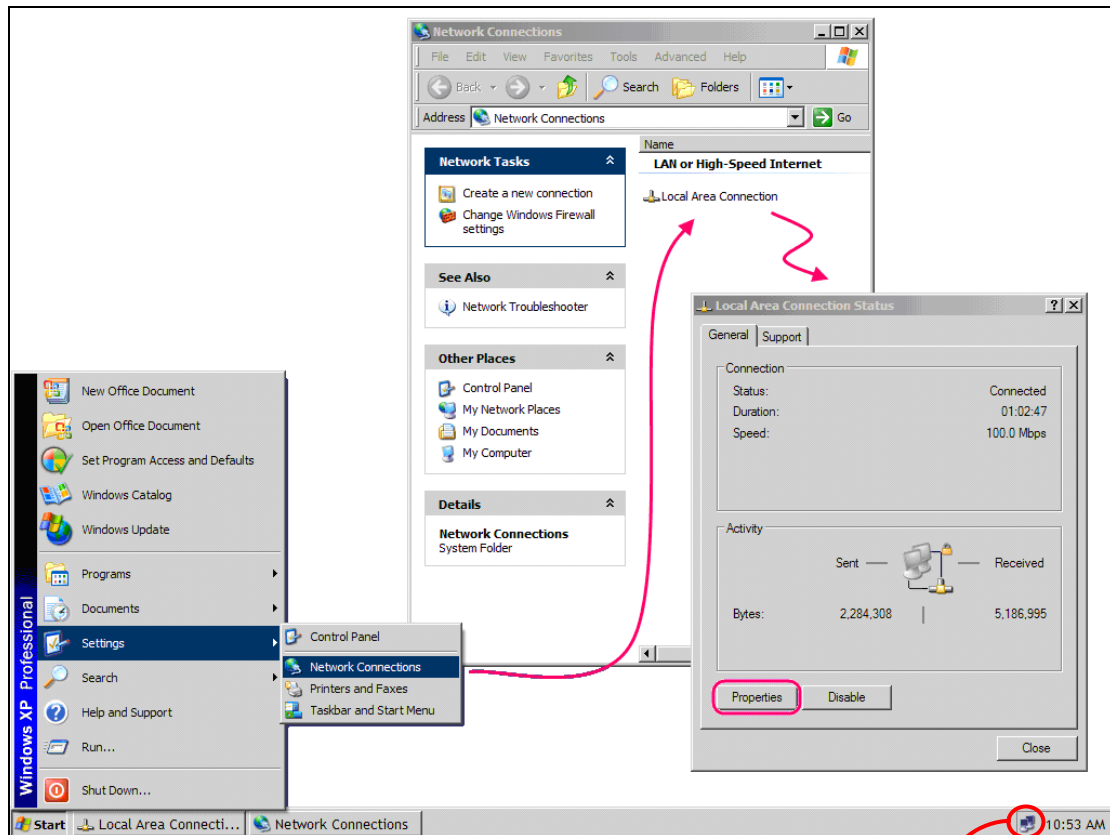 Network Connections
File Edit View Favorites Tools Advanced Help
Back Search Folders
Address Network Connections Go
Network Tasks
Create a new connection
Change Windows Firewall
settings
See Also
Network Troubleshooter
Other Places
Control Panel
My Network Places
My Documents
My Computer
Details
Network Connections
System Folder
Name
LAN or High-Speed Internet
Local Area Connection
Local Area Connection Status
General Support
Connection
Status: Connected
Duration: 01:02:47
Speed: 100.0 Mbps
Activity
Sent Received
Bytes: 2,284,308 5,186,995
Properties Disable
Close
Windows XP Professional
New Office Document
Open Office Document
Set Program Access and Defaults
Windows Catalog
Windows Update
Programs
Documents
Settings
Search
Help and Support
Run...
Shut Down...
Control Panel
Network Connections
Printers and Faxes
Taskbar and Start Menu
Start Local Area Connecti... Network Connections 10:53 AM